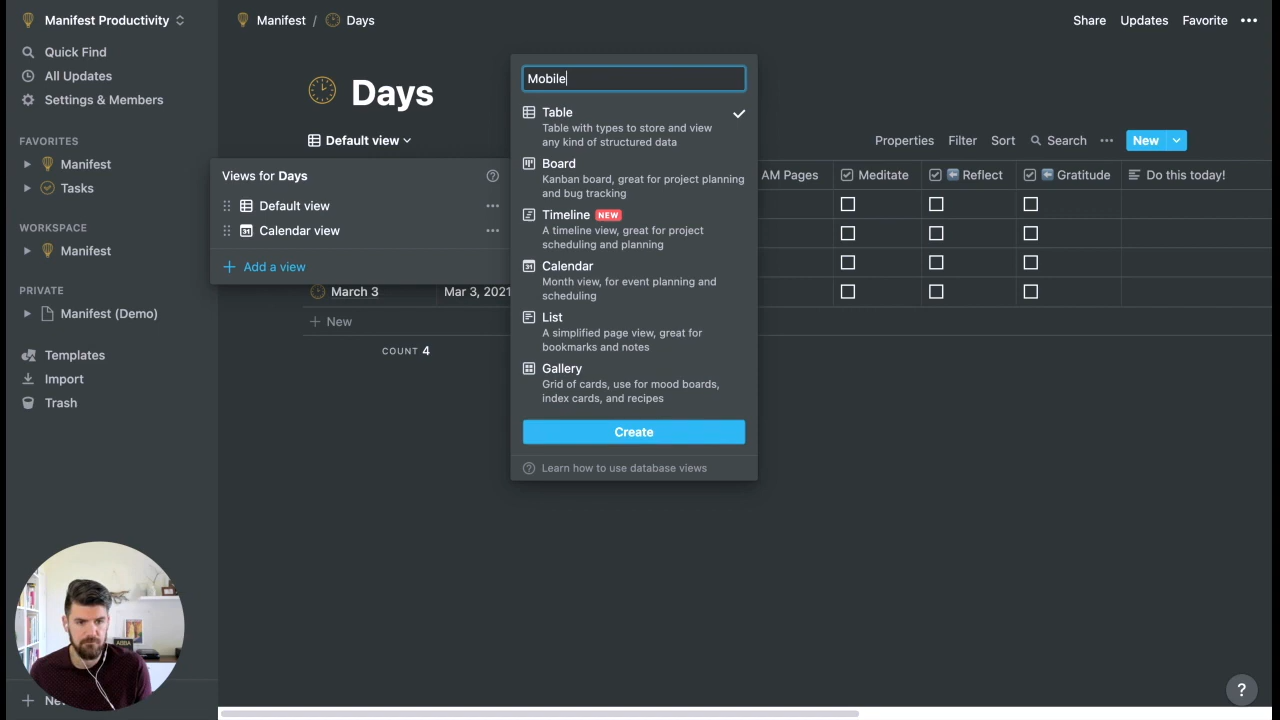 Manifest Productivity
Manifest / Days
Share Updates Favorite
Quick Find
All Updates
Settings & Members
FAVORITES
Manifest
Tasks
WORKSPACE
Manifest
PRIVATE
Manifest (Demo)
Templates
Import
Trash
Days
Default view
Properties Filter Sort Search New
Views for Days
Default view
Calendar view
Add a view
Mobile
Table
Table with types to store and view
any kind of structured data
Board
Kanban board, great for project planning
and bug tracking
Timeline NEW
A timeline view, great for project
scheduling and planning
Calendar
Month view, for event planning and
scheduling
List
A simplified page view, great for
bookmarks and notes
Gallery
Grid of cards, use for mood boards,
index cards, and recipes
Create
Learn how to use database views
AM Pages Meditate Reflect Gratitude Do this today!
March 3 Mar 3, 2021
New
COUNT 4
ABBA
?